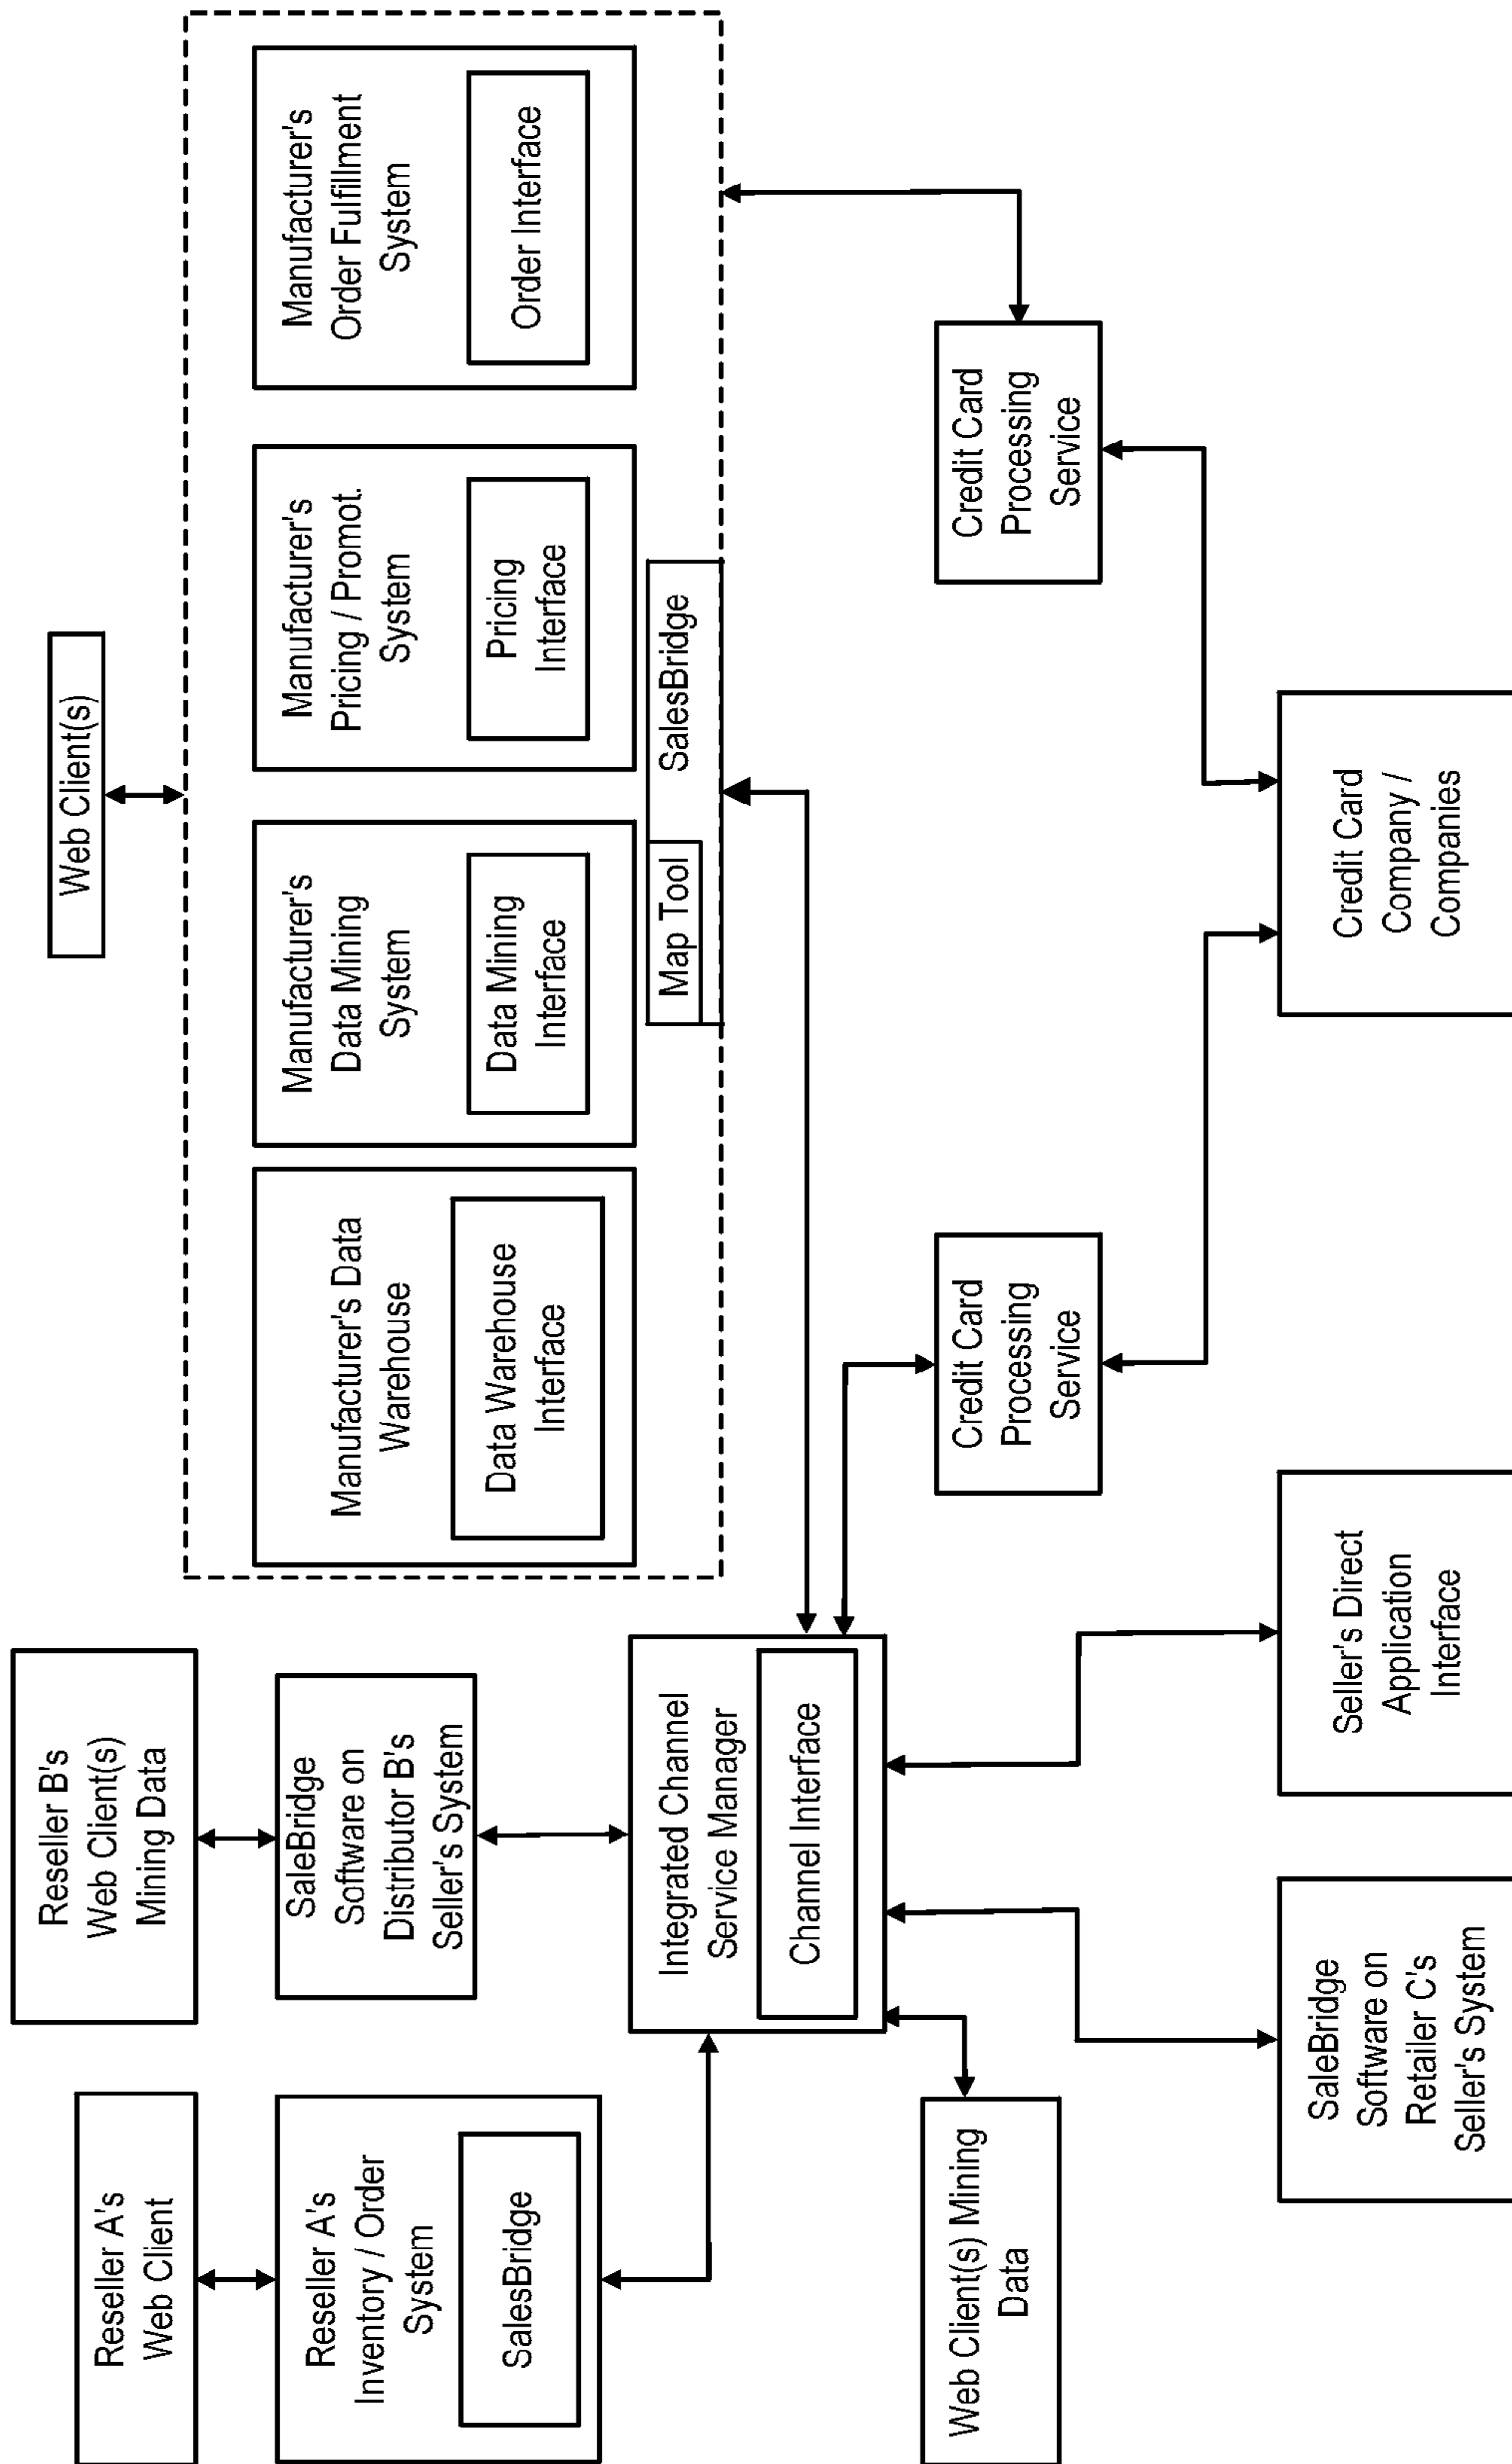 Reseller A's
Web Client
Reseller B's
Web Client(s)
Mining Data
Web Client(s)
Reseller A's
Inventory / Order
System
SalesBridge
SaleBridge
Software on
Distributor B's
Seller's System
Manufacturer's Data
Warehouse
Data Warehouse
Interface
Manufacturer's
Data Mining
System
Data Mining
Interface
Manufacturer's
Pricing / Promot.
System
Pricing
Interface
Manufacturer's
Order Fulfillment
System
Order Interface
Map Tool
SalesBridge
Integrated Channel
Service Manager
Channel Interface
Web Client(s) Mining
Data
Credit Card
Processing
Service
Credit Card
Processing
Service
SaleBridge
Software on
Retailer C's
Seller's System
Seller's Direct
Application
Interface
Credit Card
Company /
Companies